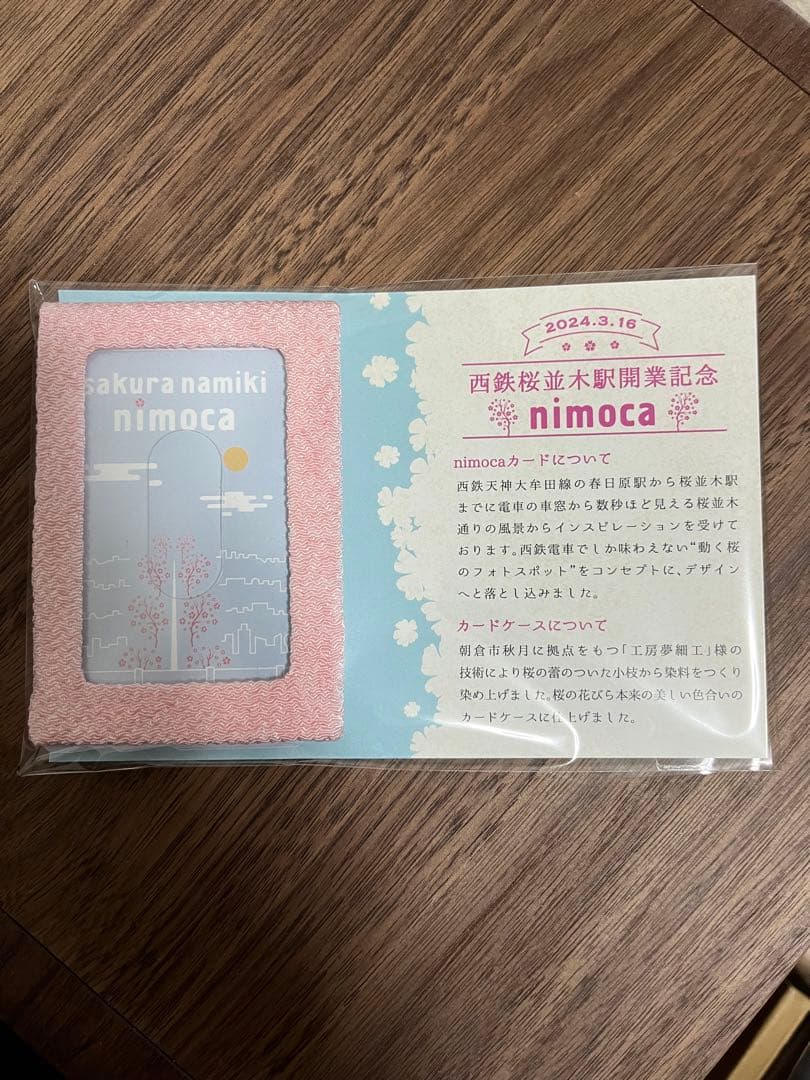 sakura namiki
nimoca
2024.3.16
西鉄桜並木駅開業記念
nimoca
nimocaカードについて
西鉄天神大牟田線の春日原駅から桜並木駅
までに電車の車窓から数秒ほど見える桜並木
通りの風景からインスピレーションを受けて
おります。西鉄電車でしか味わえない“動く桜
のフォトスポット”をコンセプトに、デザイン
へと落とし込みました。
カードケースについて
朝倉市秋月に拠点をもつ「工房夢細工」様の
技術により桜の蕾のついた小枝から染料をつくり
染め上げました。桜の花びら本来の美しい色合いの
カードケースに仕上げました。